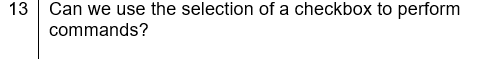 13 Can we use the selection of a checkbox to perform
commands?